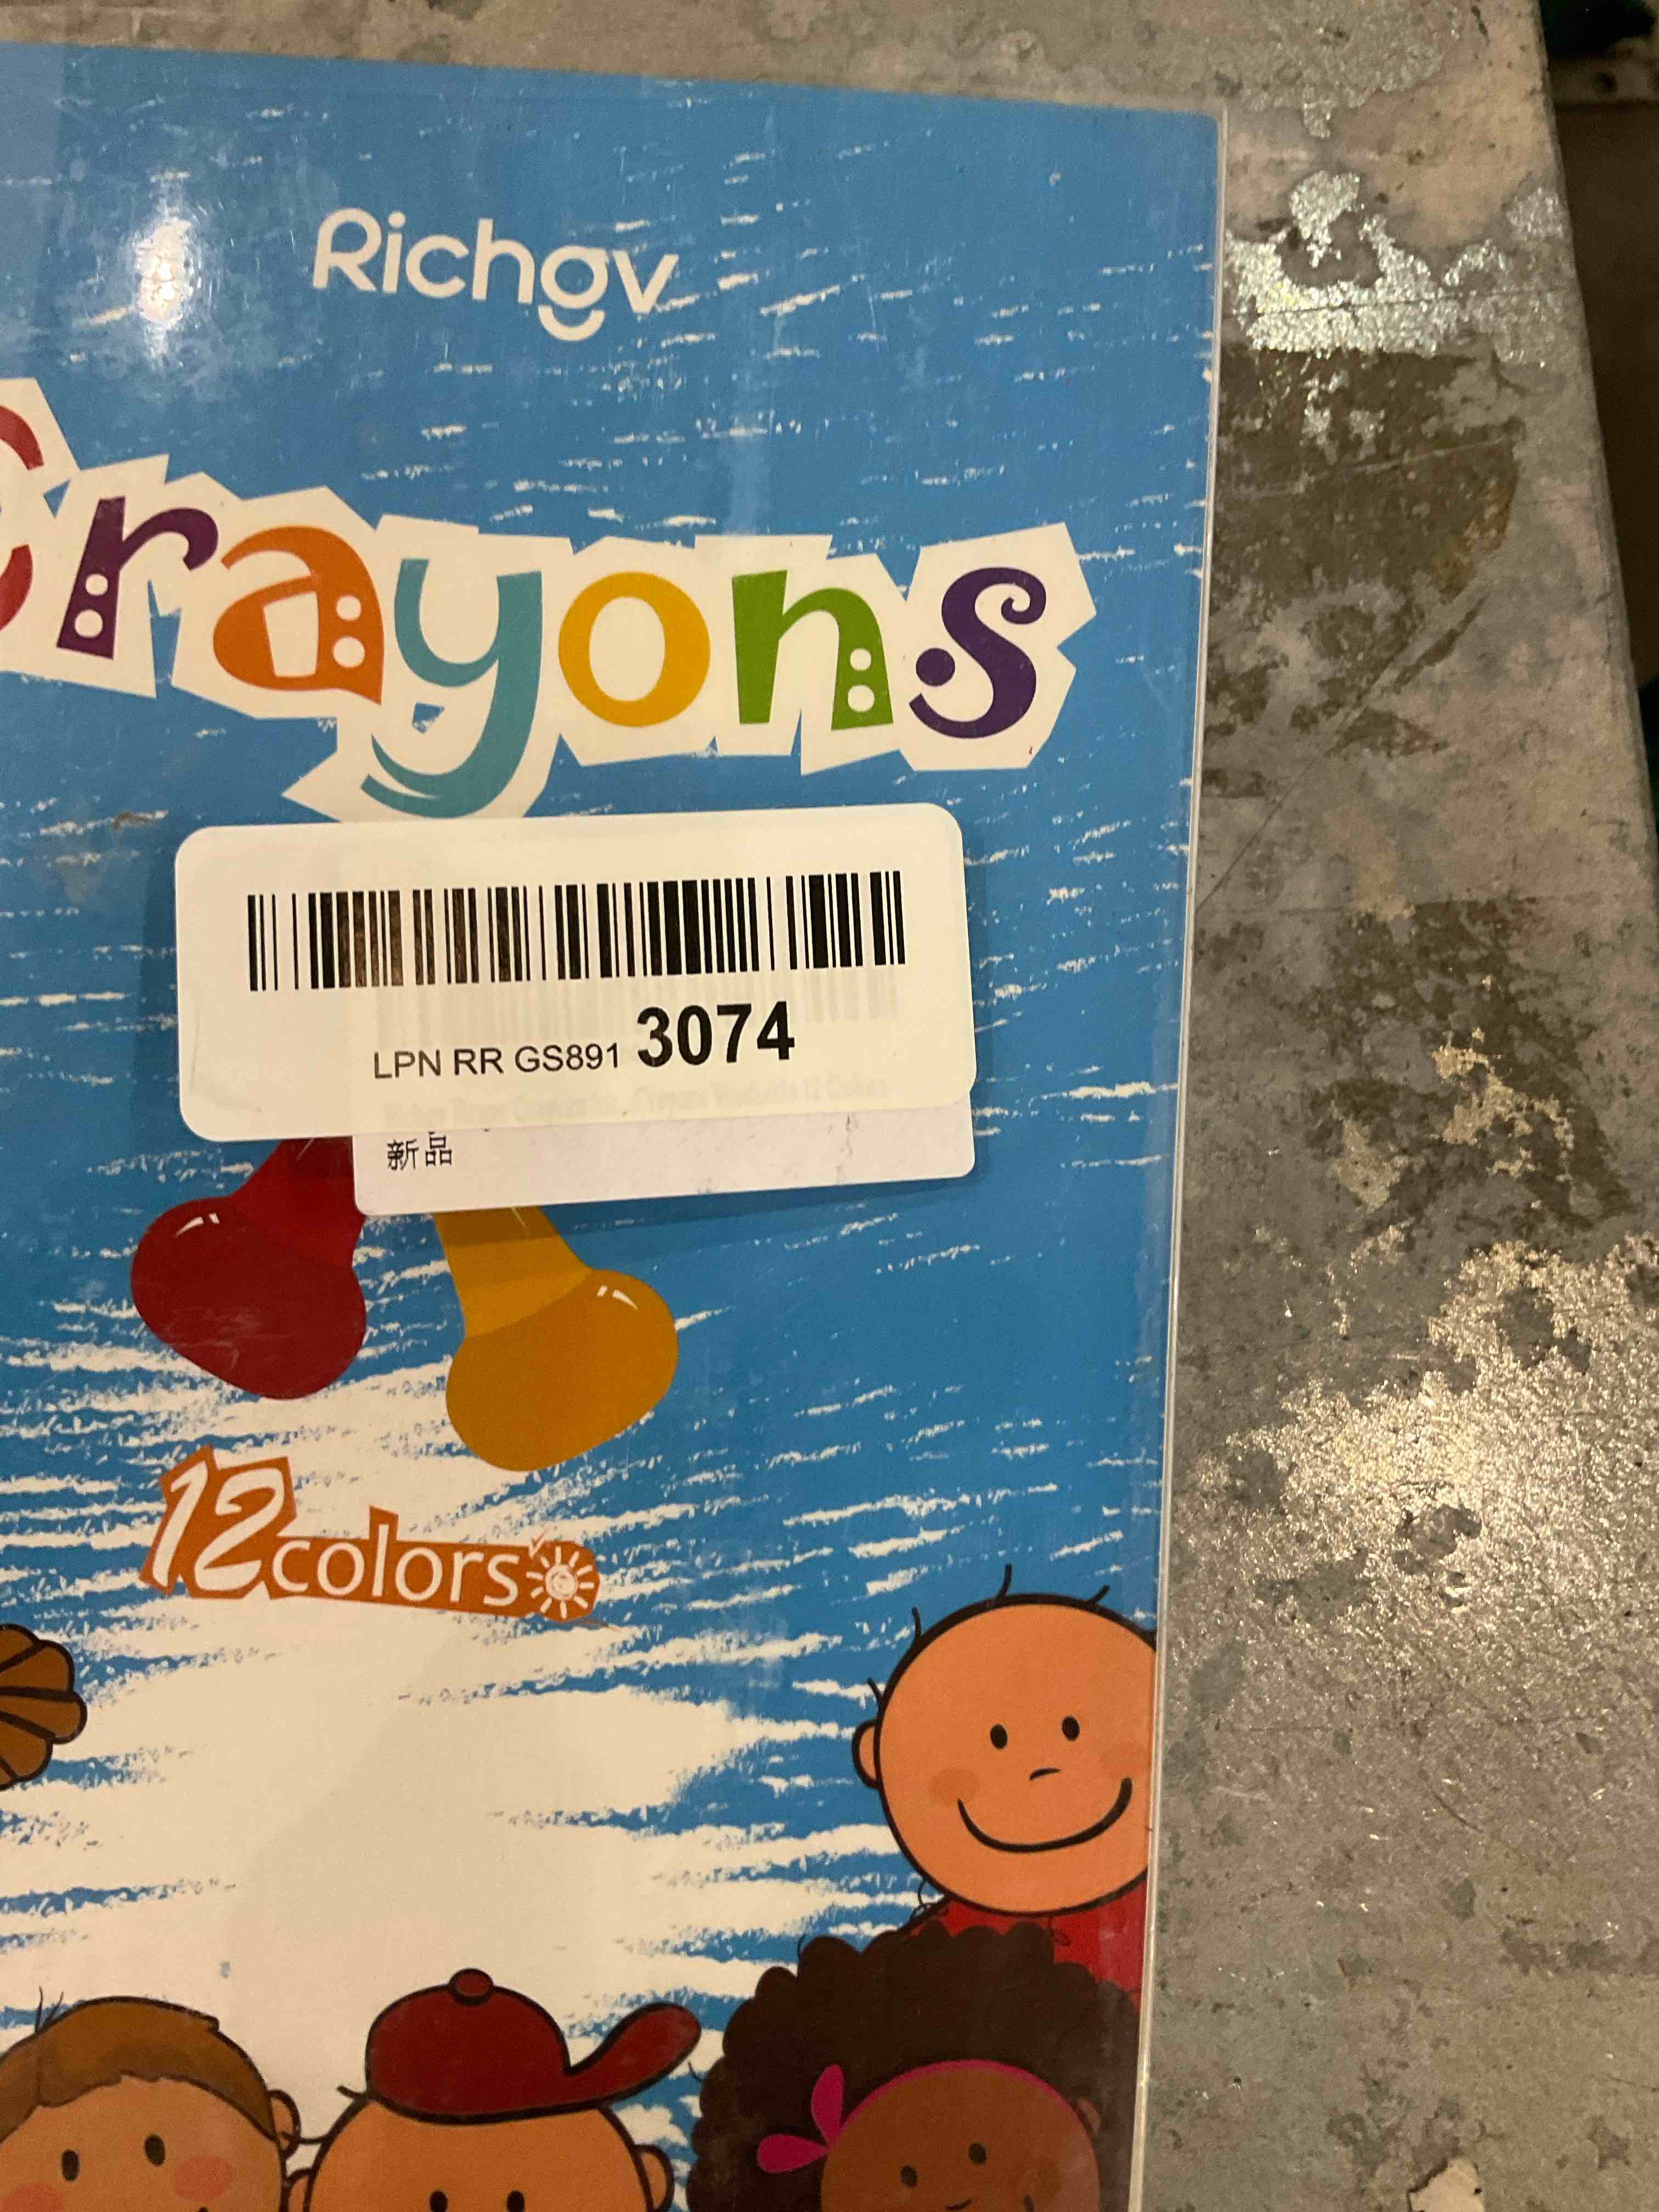 Richgv
Crayons
LPN RR GS891 3074
新品
12colors